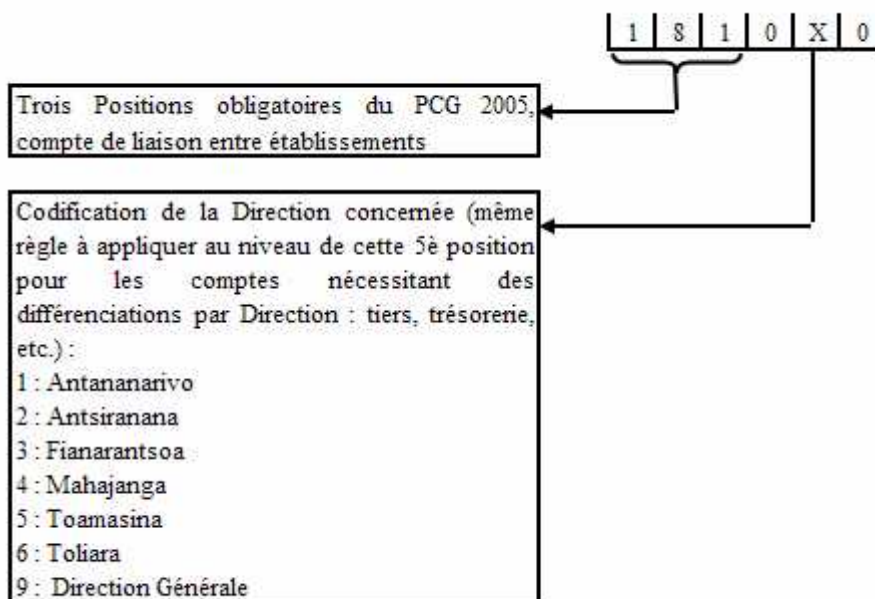 1 8 1 0 X 0
Trois Positions obligatoires du PCG 2005,
compte de liaison entre établissements
Codification de la Direction concernée (même
règle à appliquer au niveau de cette 5è position
pour les comptes nécessitant des
différenciations par Direction : tiers, trésorerie,
etc.) :
1 : Antananarivo
2 : Antsiranana
3 : Fianarantsoa
4 : Mahajanga
5 : Toamasina
6 : Toliara
9 : Direction Générale